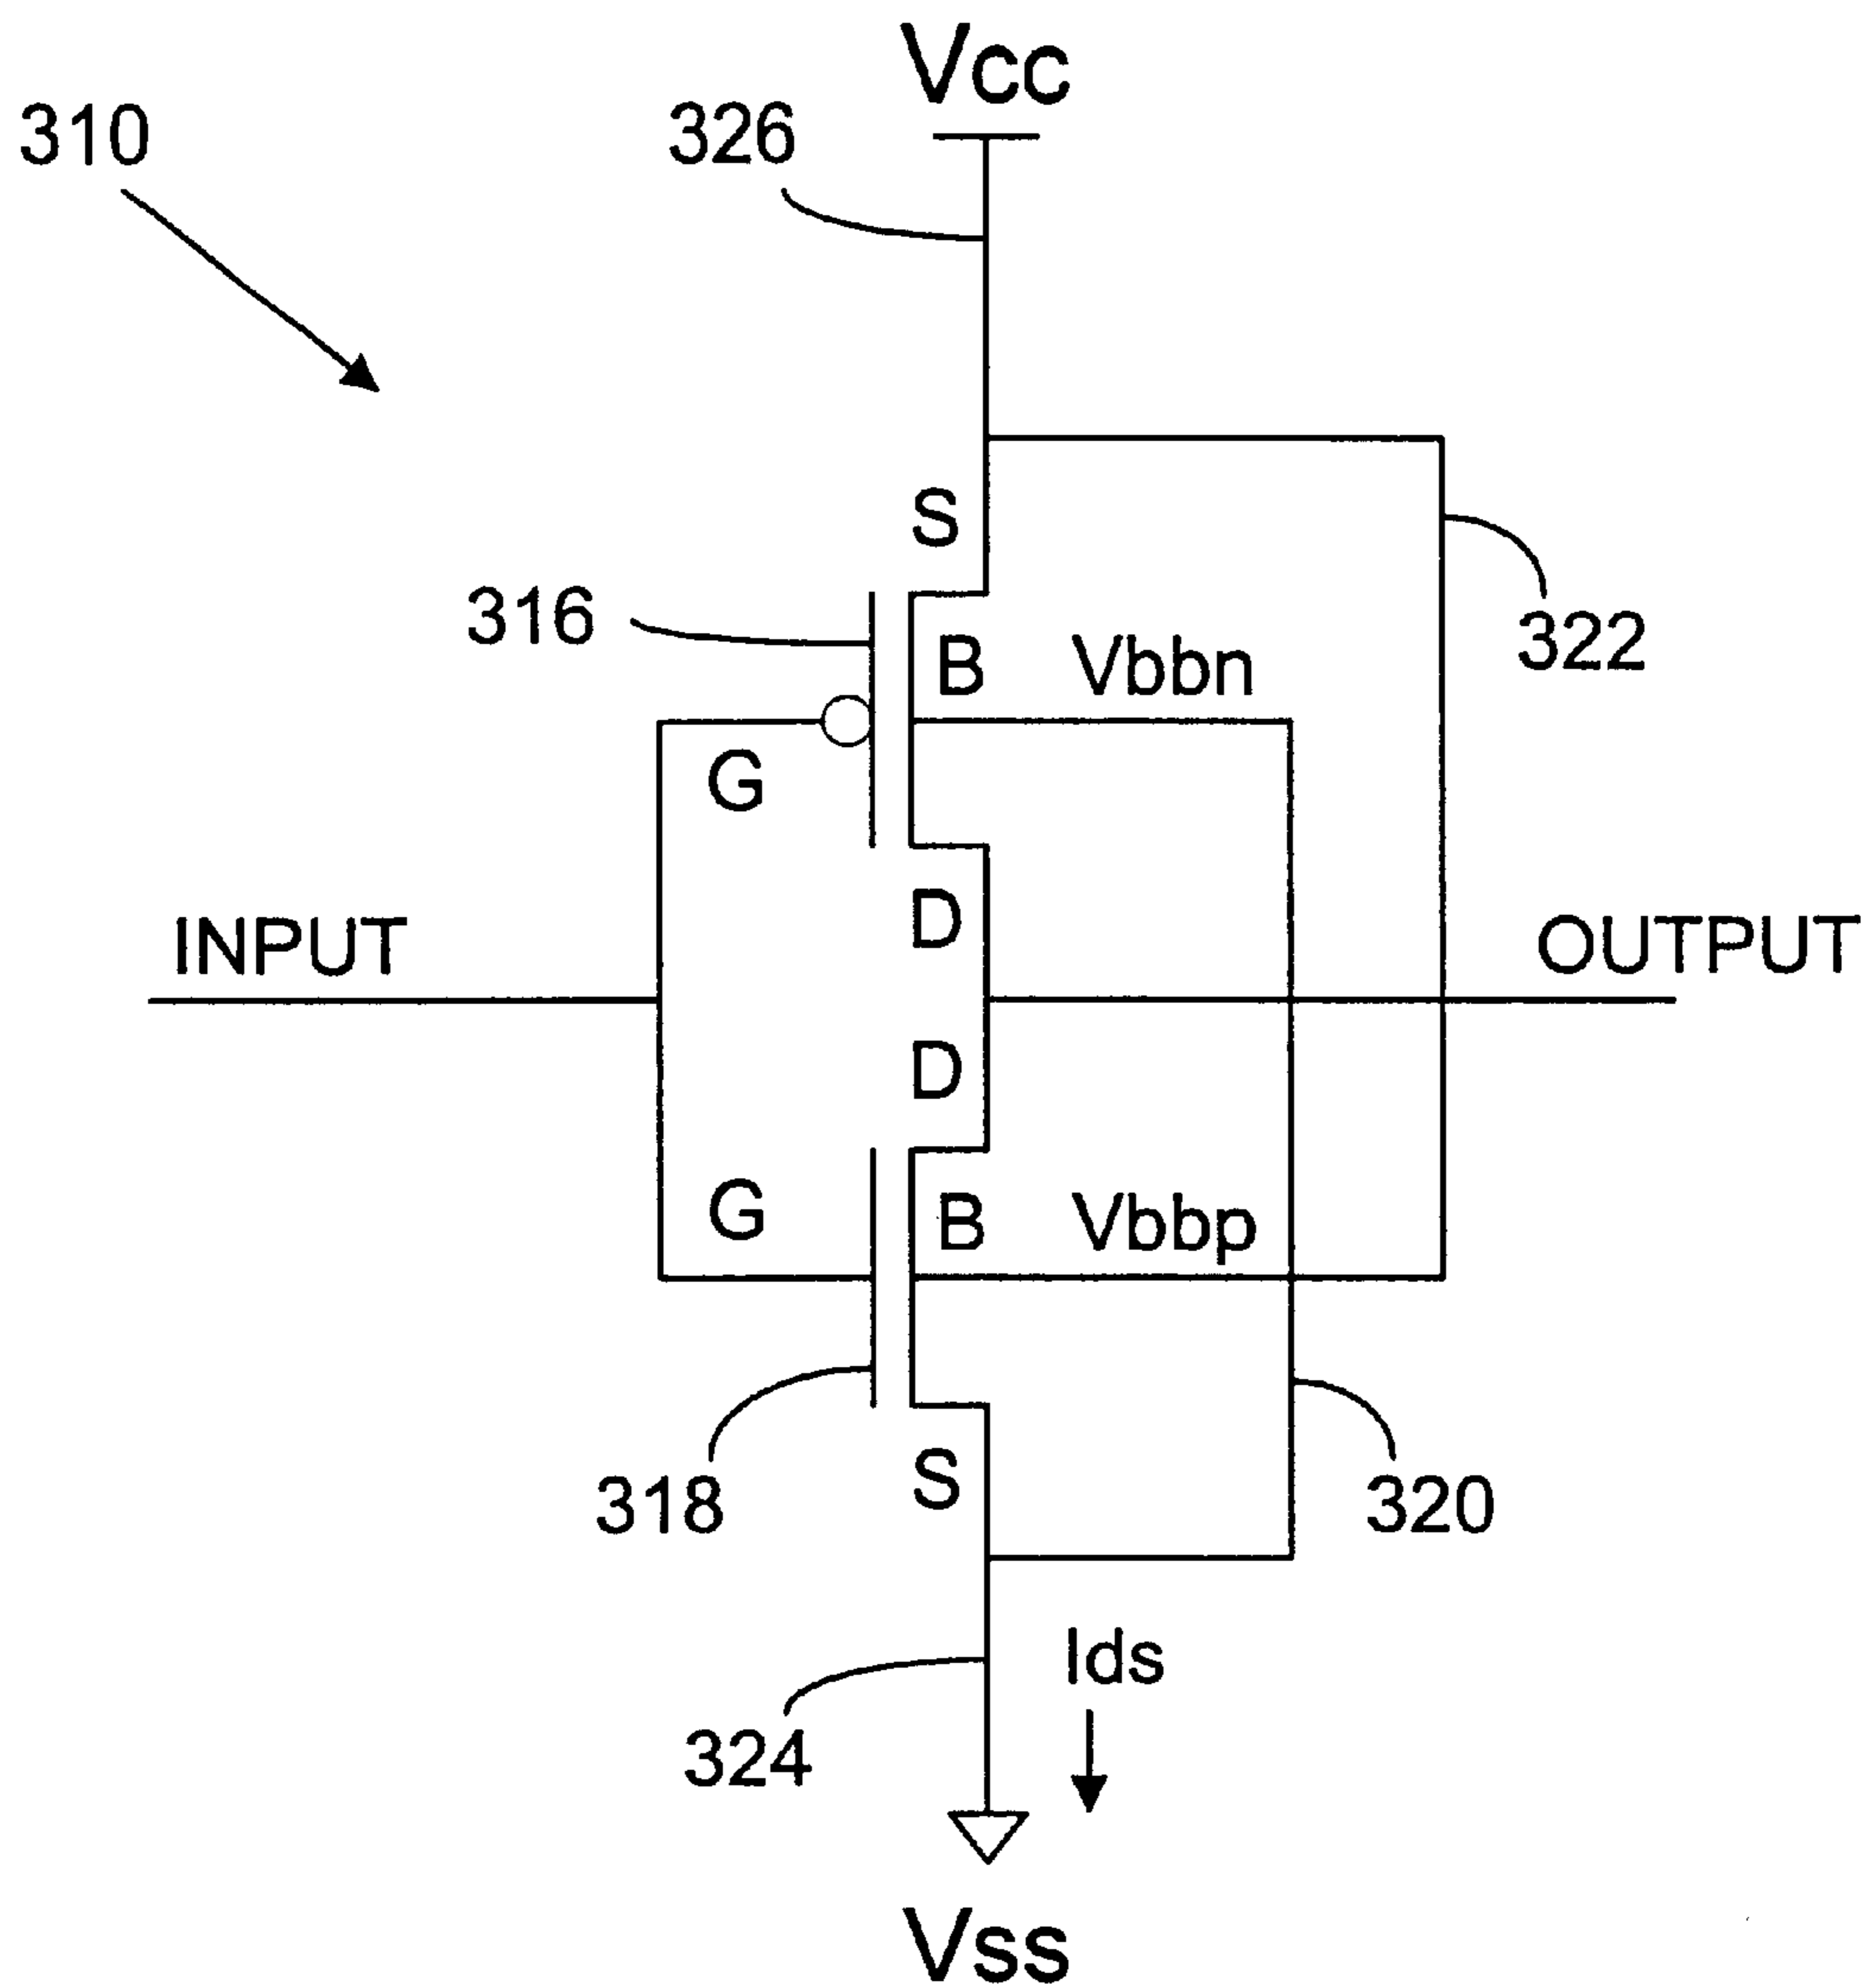 Vcc
310
326
S
316
B
Vbbn
322
G
D
INPUT
OUTPUT
D
G
B
Vbbp
318
S
320
Ids
324
Vss